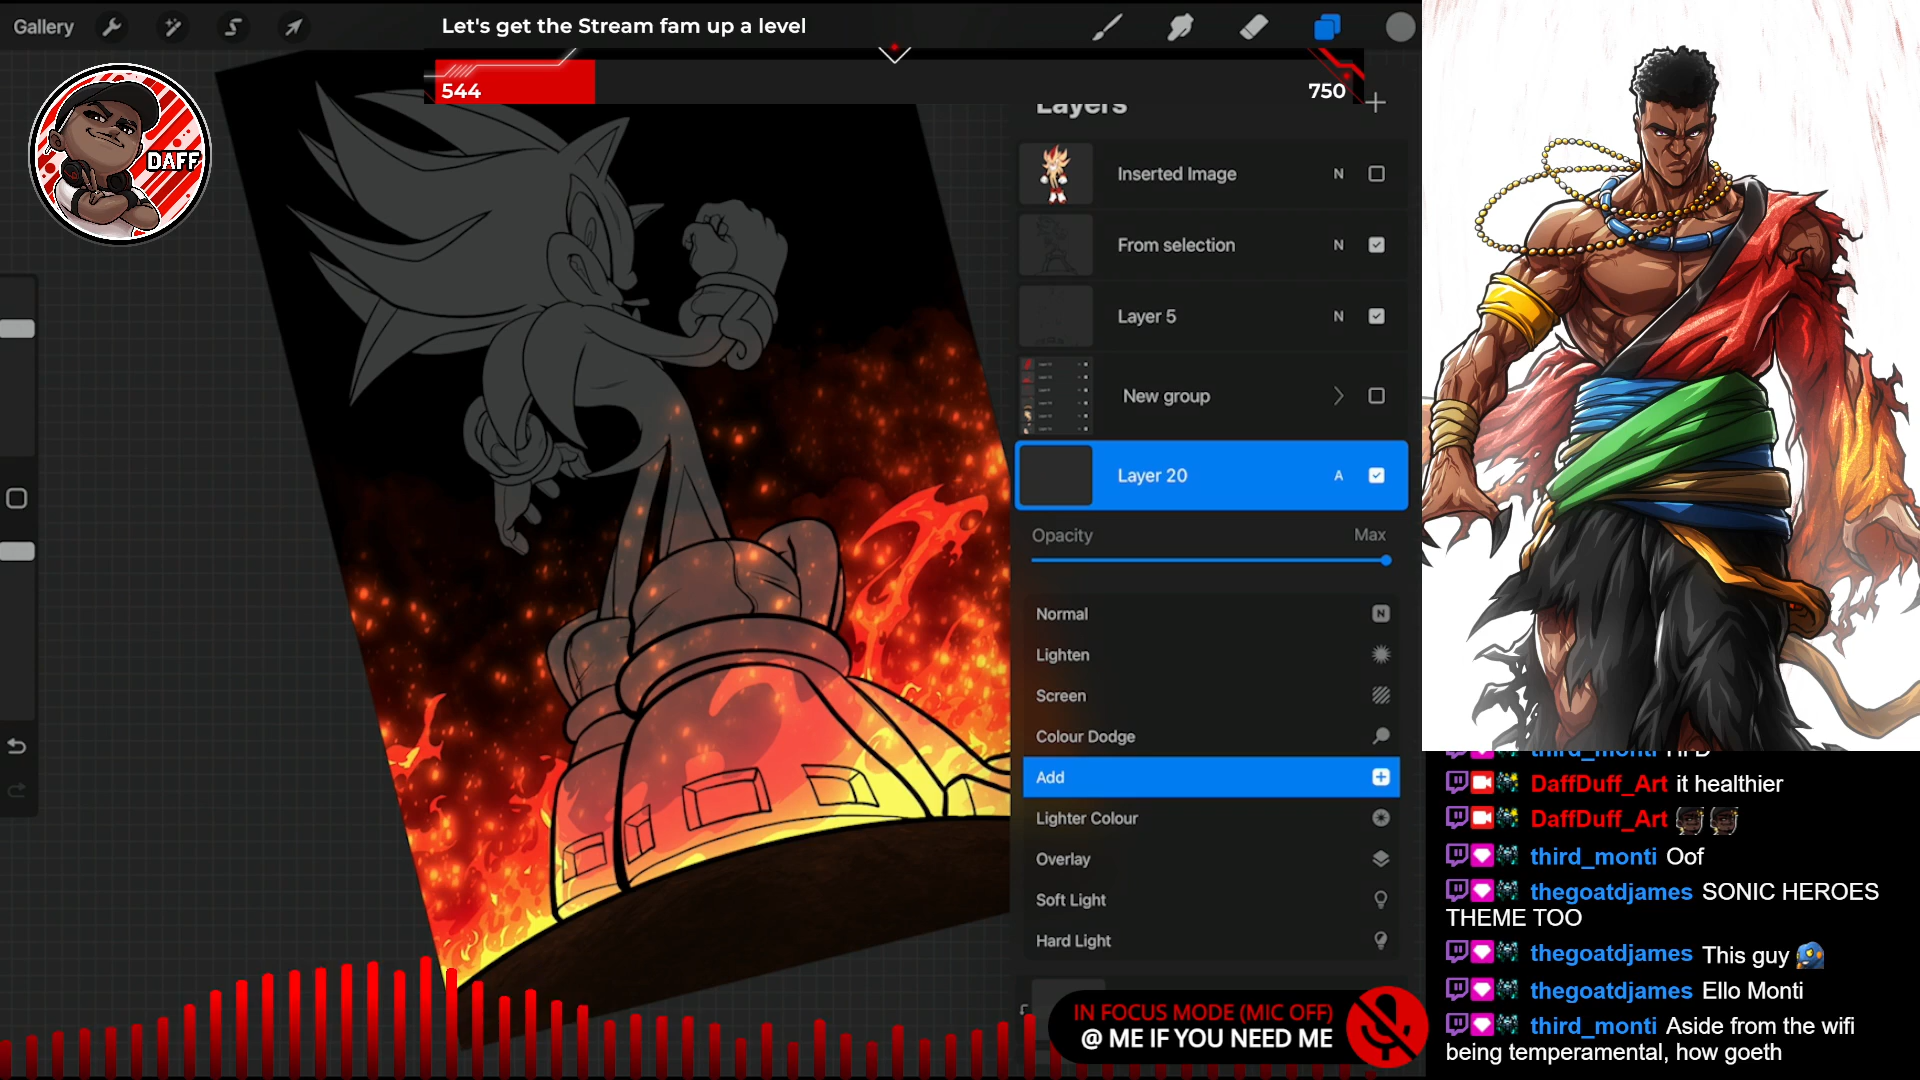 Gallery
Let's get the Stream fam up a level
544
750
DAFF
Layers
Inserted Image N
From selection N
Layer 5 N
New group
Layer 20 A
Opacity Max
Normal N
Lighten
Screen
Colour Dodge
Add
Lighter Colour
Overlay
Soft Light
Hard Light
IN FOCUS MODE (MIC OFF)
@ ME IF YOU NEED ME
third_monti
DaffDuff_Art it healthier
DaffDuff_Art
third_monti Oof
thegoatdjames SONIC HEROES
THEME TOO
thegoatdjames This guy
thegoatdjames Ello Monti
third_monti Aside from the wifi
being temperamental, how goeth